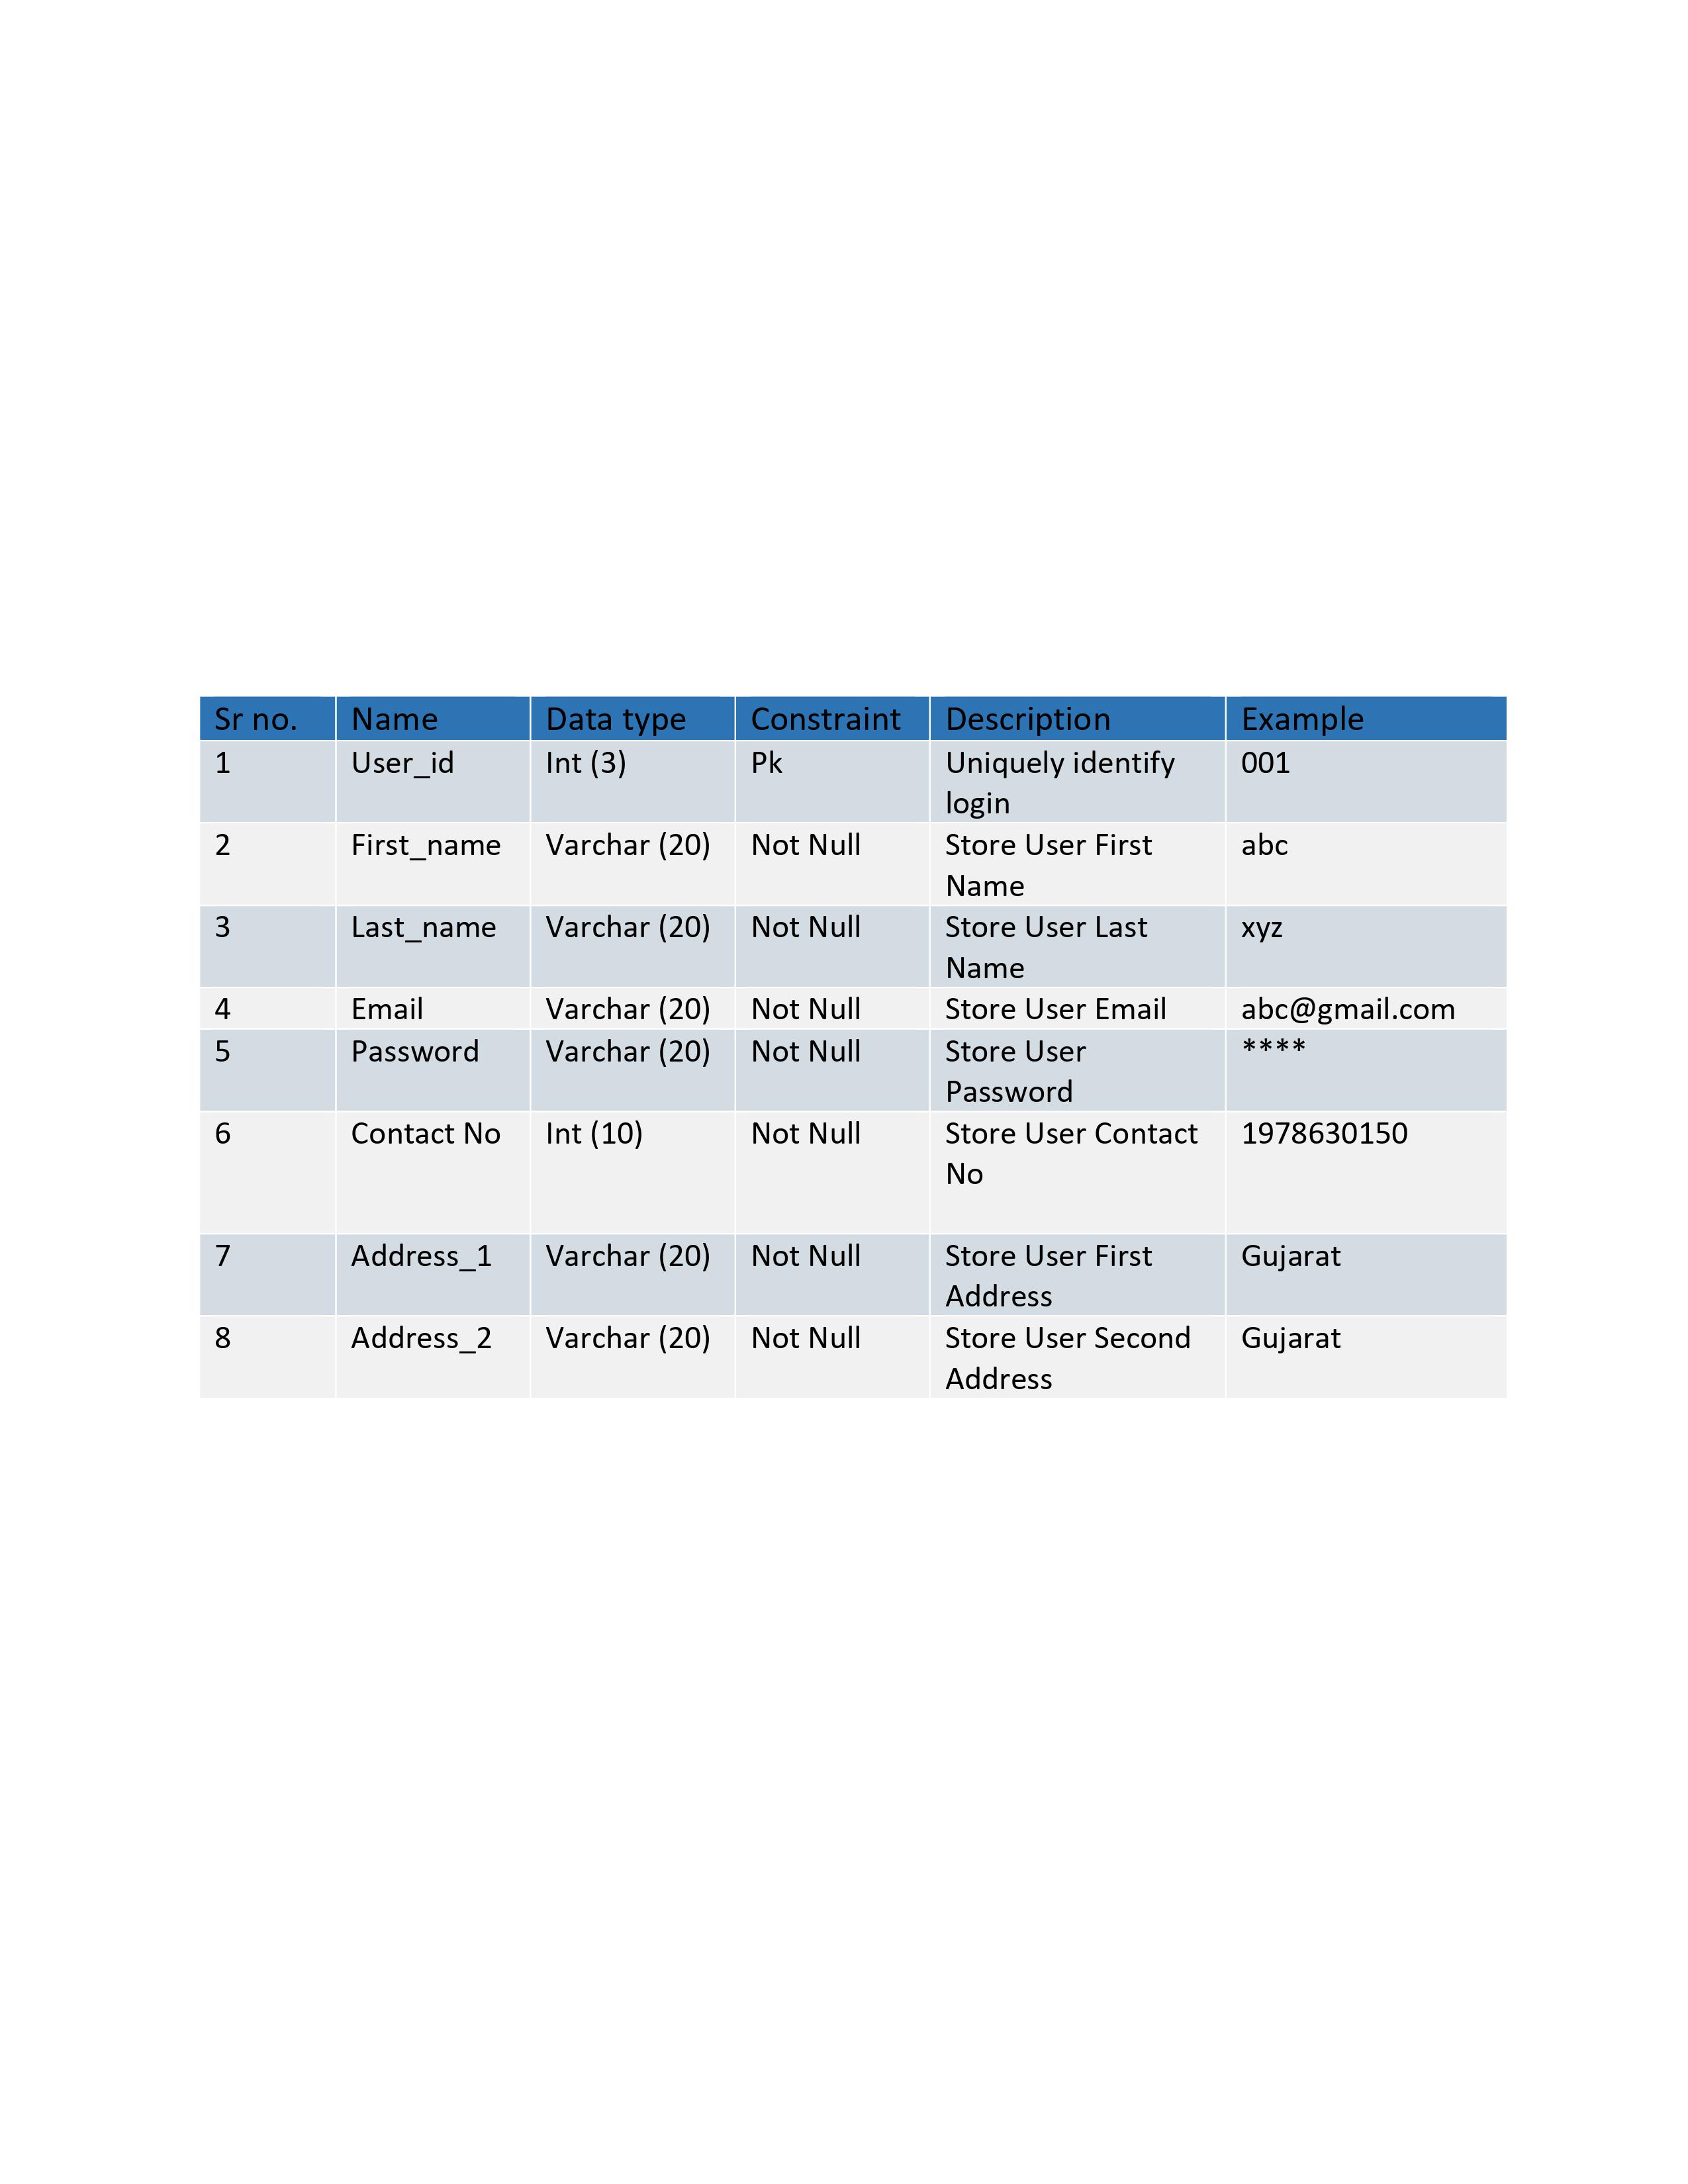 Sr no. Name Data type Constraint Description Example
1 User_id Int (3) Pk Uniquely identify 001
login
2 First_name Varchar (20) Not Null Store User First abc
Name
3 Last_name Varchar (20) Not Null Store User Last xyz
Name
4 Email Varchar (20) Not Null Store User Email abc@gmail.com
5 Password Varchar (20) Not Null Store User ****
Password
6 Contact No Int (10) Not Null Store User Contact 1978630150
No
7 Address_1 Varchar (20) Not Null Store User First Gujarat
Address
8 Address_2 Varchar (20) Not Null Store User Second Gujarat
Address